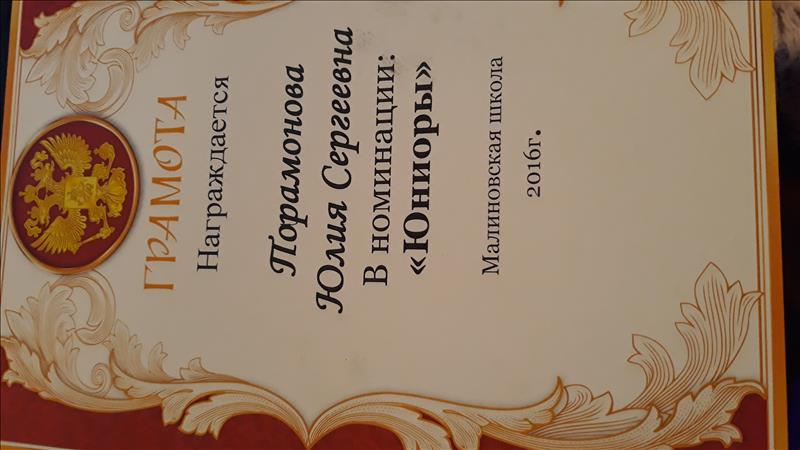 ГРАМОТА
Награждается
Порамонова
Юлия Сергеевна
В номинации:
«Юниоры»
Малиновская школа
2016г.